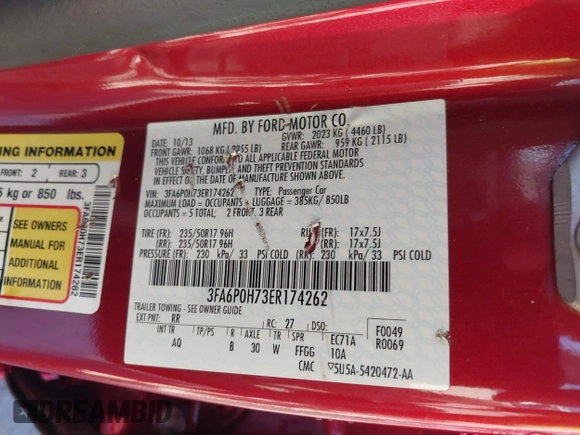 MFD. BY FORD MOTOR CO.
DATE: 10/13 GVWR: 2023 KG ( 4460 LB)
FRONT GAWR: 1068 KG ( 2355 LB) REAR GAWR: 959 KG ( 2115 LB)
THIS VEHICLE CONFORMS TO ALL APPLICABLE FEDERAL MOTOR
VEHICLE SAFETY, BUMPER, AND THEFT PREVENTION STANDARDS
IN EFFECT ON THE DATE OF MANUFACTURE SHOWN ABOVE.
VIN: 3FA6P0H73ER174262 TYPE: Passenger Car
MAXIMUM LOAD = OCCUPANTS + LUGGAGE = 385KG/ 850LB
OCCUPANTS = 5 TOTAL; 2 FRONT, 3 REAR
TIRE (FR): 235/50R17 96H (FR): 17x7.5J
(RR): 235/50R17 96H (RR): 17x7.5J
PRESSURE (FR): 230 kPa/ 33 PSI COLD (RR): 230 kPa/ 33 PSI COLD
3FA6P0H73ER174262
TRAILER TOWING - SEE OWNER GUIDE
EXT PNT: RR RC: 27 DSO:
INT TR TP/PS R AXLE TR SPR EC71A F0049
AQ B 30 W FFGG 10A R0069
CMC ▽5U5A-5420472-AA
ING INFORMATION
FRONT: 2 REAR: 3
5 kg or 850 lbs.
SEE OWNERS
MANUAL FOR
ADDITIONAL
INFORMATION
3FA6P0H73ER174262
DREAMBID
SUBID